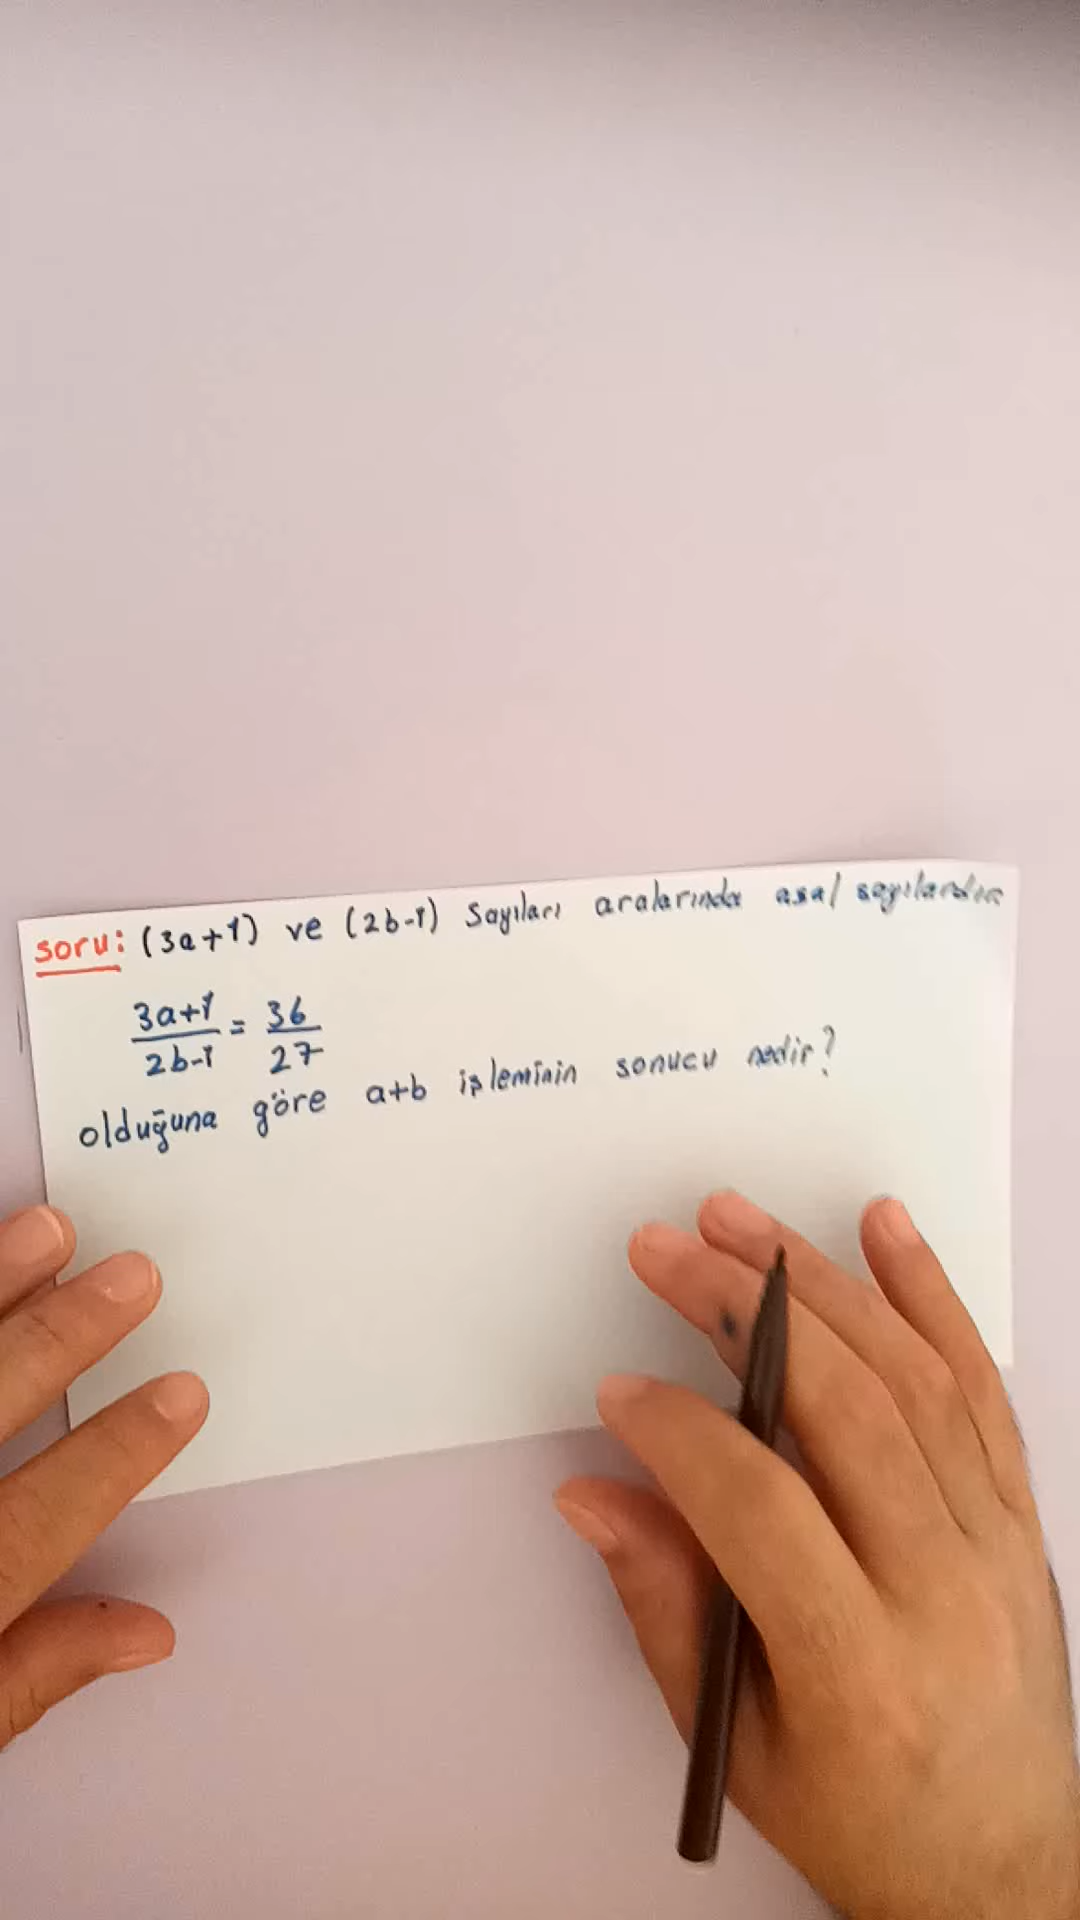 soru: (3a+1) ve (2b-1) sayıları aralarında asal sayılardır
3a+1 = 36
2b-1 27
olduğuna göre a+b işleminin sonucu nedir?